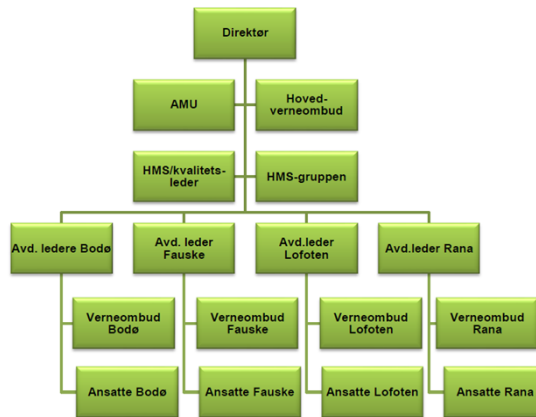 Direktør
AMU
Hoved-
verneombud
HMS/kvalitets-
leder
HMS-gruppen
Avd. ledere Bodø
Avd. leder
Fauske
Avd.leder
Lofoten
Avd.leder Rana
Verneombud
Bodø
Verneombud
Fauske
Verneombud
Lofoten
Verneombud
Rana
Ansatte Bodø
Ansatte Fauske
Ansatte Lofoten
Ansatte Rana